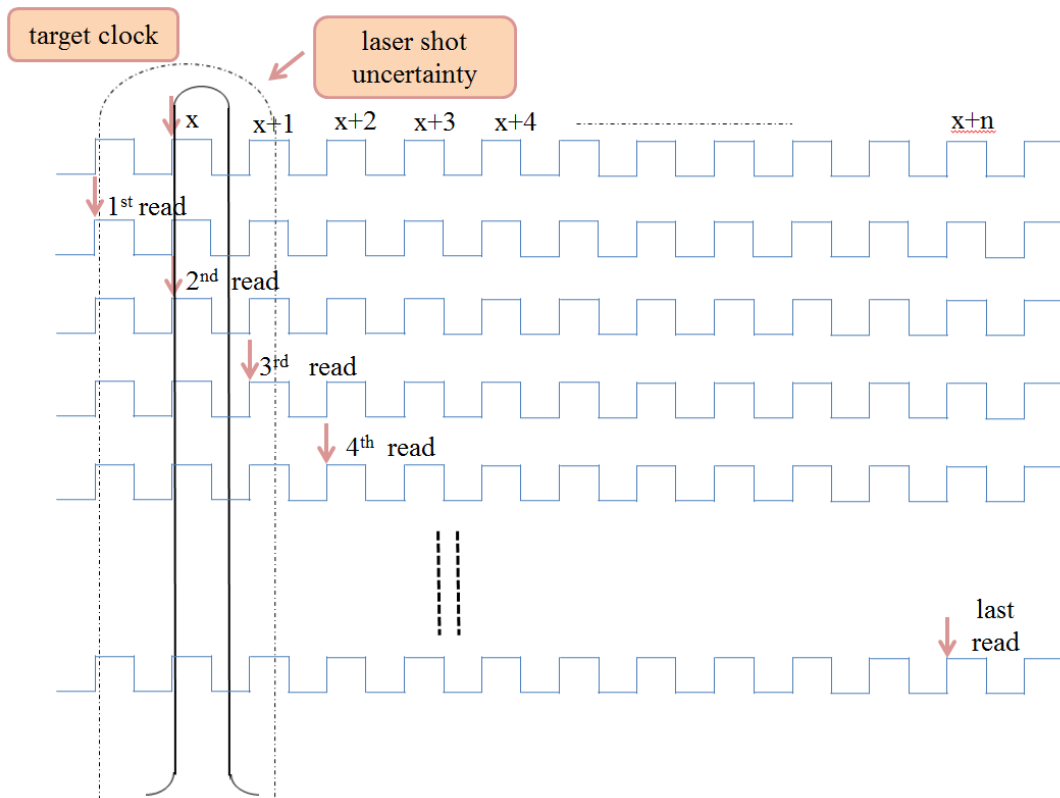 target clock
laser shot
uncertainty
x x+1 x+2 x+3 x+4 x+n
1st read
2nd read
3rd read
4th read
last
read